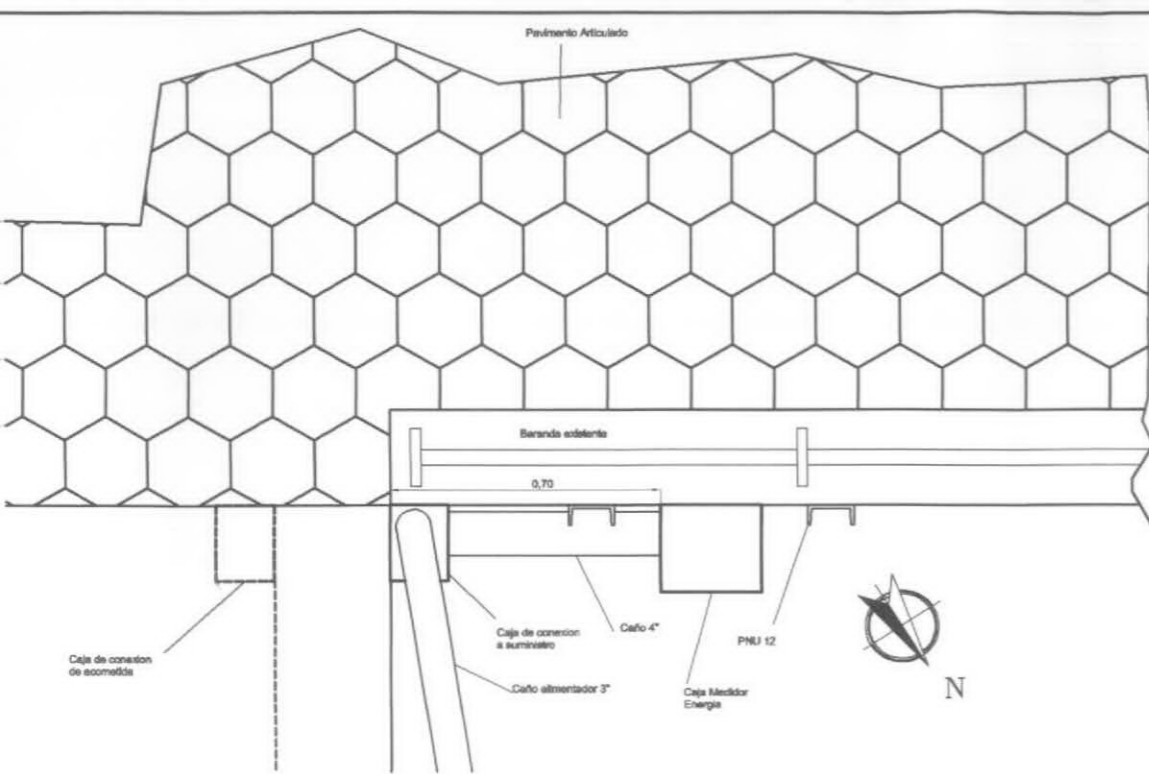 Pavimento Articulado
Baranda existente
0,70
Caja de conexion
de acometida
Caja de conexion
a suministro
Caño 4"
Caño alimentador 3"
PNU 12
Caja Medidor
Energia
N